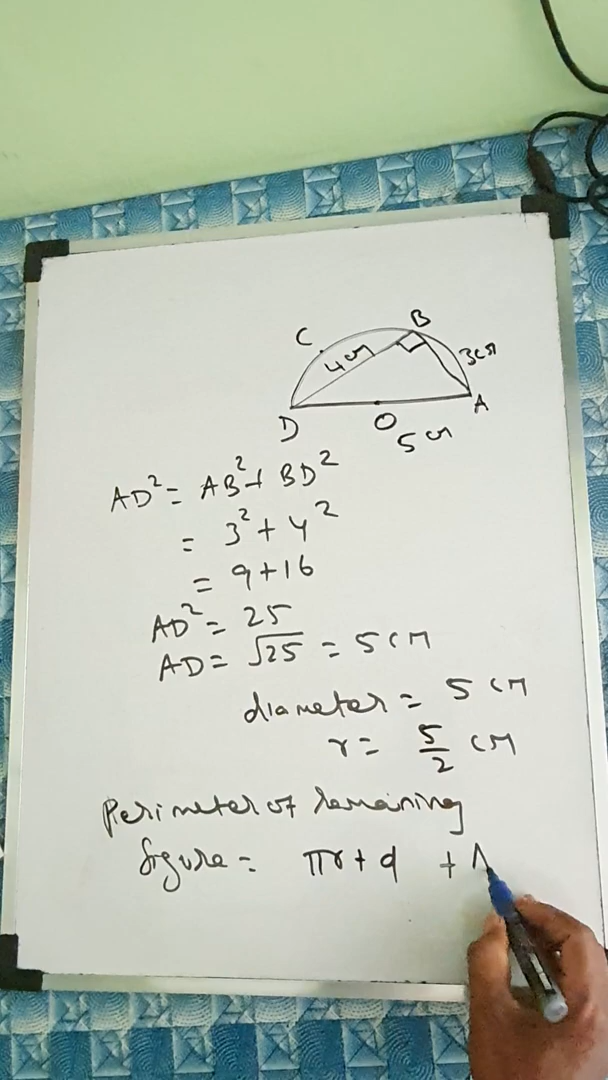 C
B
4cm
3cm
D
O
A
5cm
AD² = AB² + BD²
= 3² + 4²
= 9+16
AD² = 25
AD = √25 = 5cm
diameter = 5 cm
r = 5/2 cm
Perimeter of remaining
figure = πr + d +